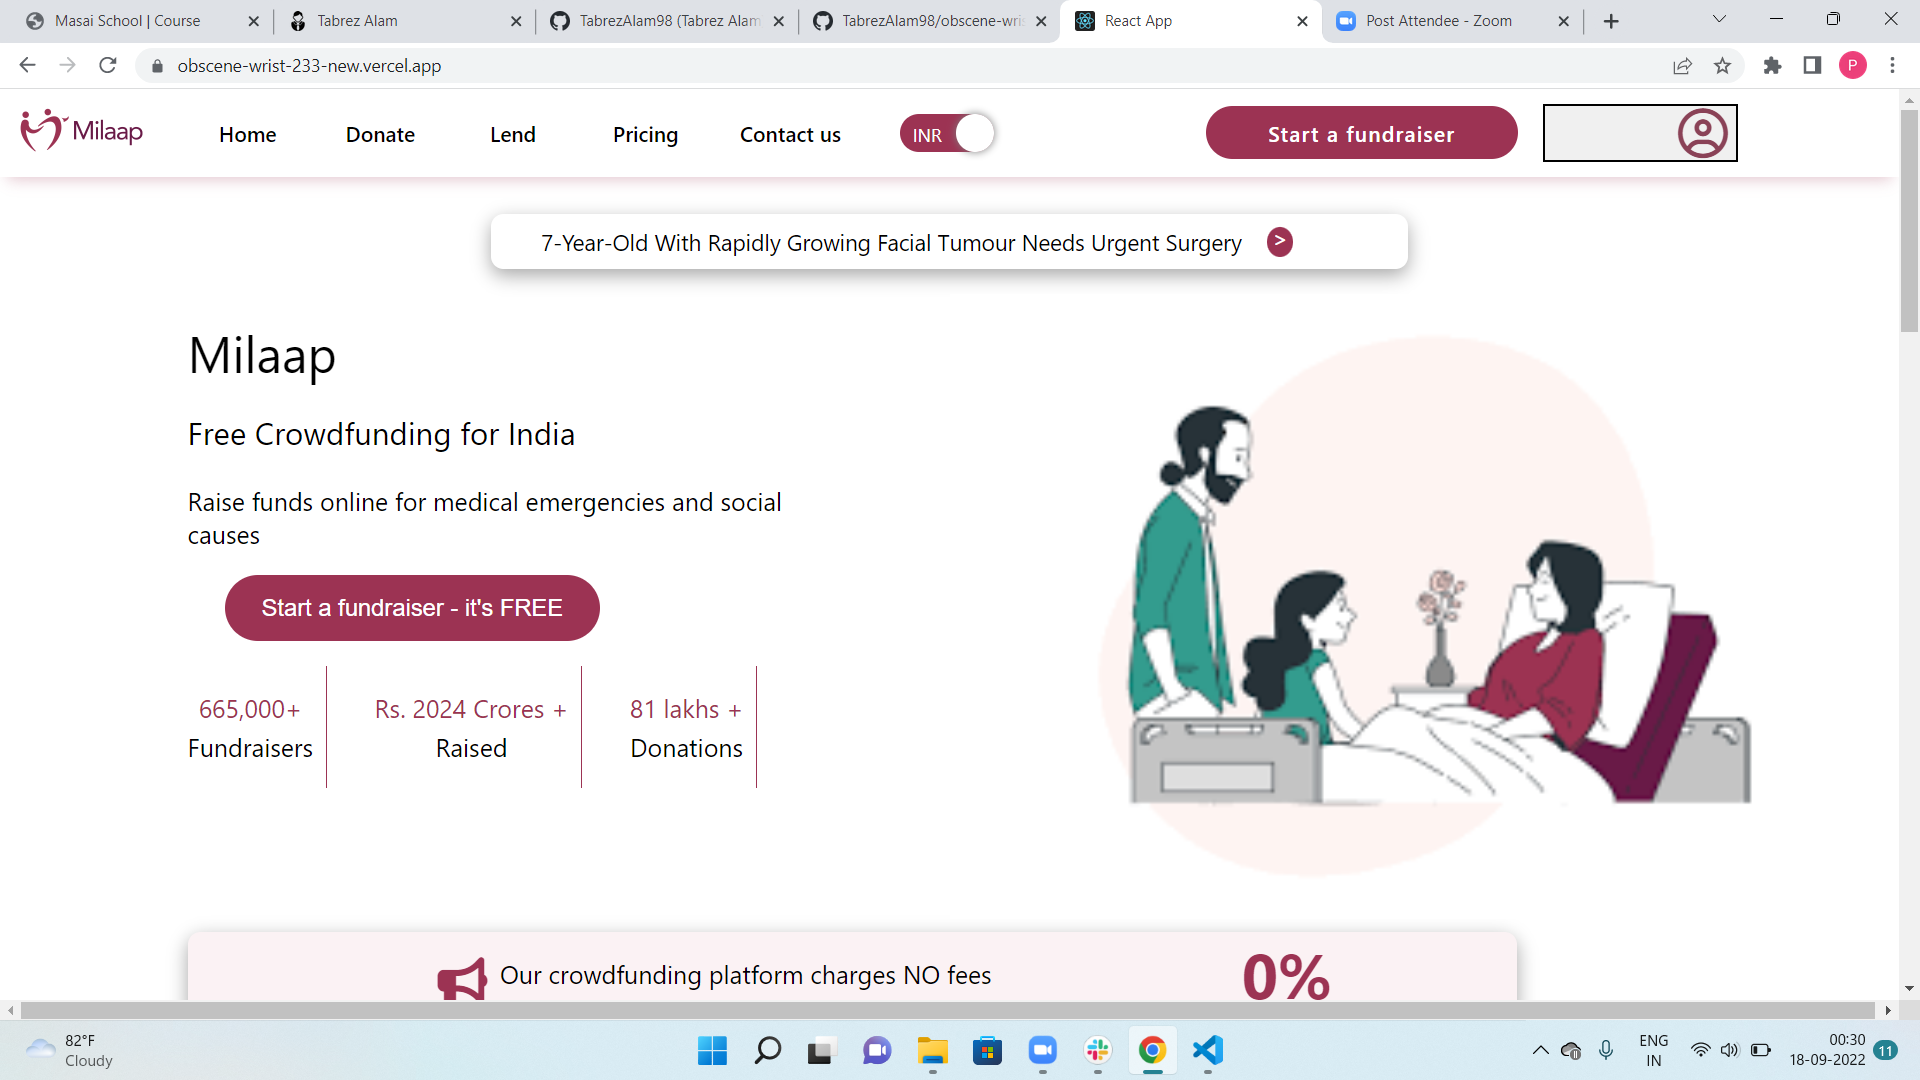 Masai School | Course
Tabrez Alam
TabrezAlam98 (Tabrez Alam
TabrezAlam98/obscene-wris
React App
Post Attendee - Zoom
obscene-wrist-233-new.vercel.app
P
Milaap
Home
Donate
Lend
Pricing
Contact us
INR
Start a fundraiser
7-Year-Old With Rapidly Growing Facial Tumour Needs Urgent Surgery >
Milaap
Free Crowdfunding for India
Raise funds online for medical emergencies and social
causes
Start a fundraiser - it's FREE
665,000+
Fundraisers
Rs. 2024 Crores +
Raised
81 lakhs +
Donations
Our crowdfunding platform charges NO fees
0%
82°F
Cloudy
ENG
IN
00:30
18-09-2022
11